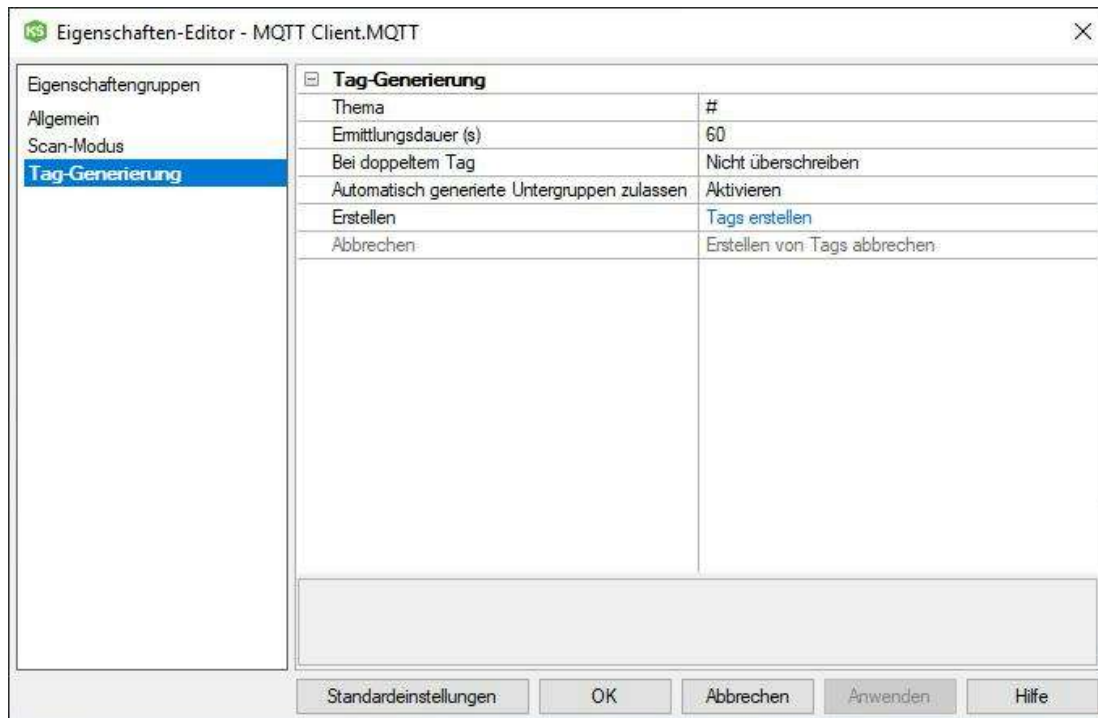 KS Eigenschaften-Editor - MQTT Client.MQTT
Eigenschaftengruppen
Allgemein
Scan-Modus
Tag-Generierung
Tag-Generierung
Thema #
Ermittlungsdauer (s) 60
Bei doppeltem Tag Nicht überschreiben
Automatisch generierte Untergruppen zulassen Aktivieren
Erstellen Tags erstellen
Abbrechen Erstellen von Tags abbrechen
Standardeinstellungen OK Abbrechen Anwenden Hilfe